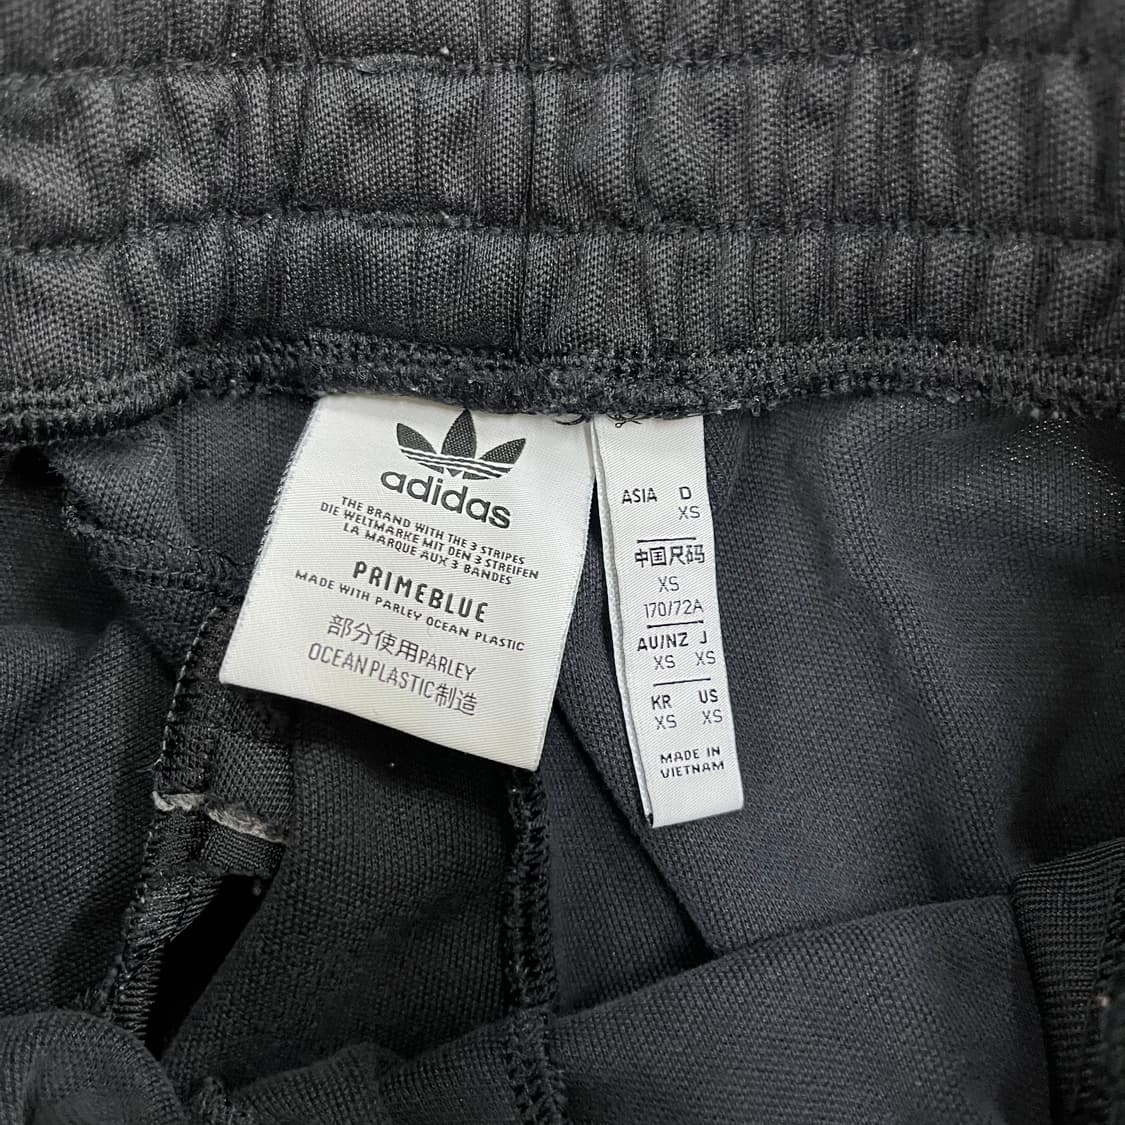 adidas
THE BRAND WITH THE 3 STRIPES
DIE WELTMARKE MIT DEN 3 STREIFEN
LA MARQUE AUX 3 BANDES
PRIMEBLUE
MADE WITH PARLEY OCEAN PLASTIC
部分使用PARLEY
OCEAN PLASTIC制造
ASIA D
XS
中国尺码
XS
170/72A
AU/NZ J
XS XS
KR US
XS XS
MADE IN
VIETNAM